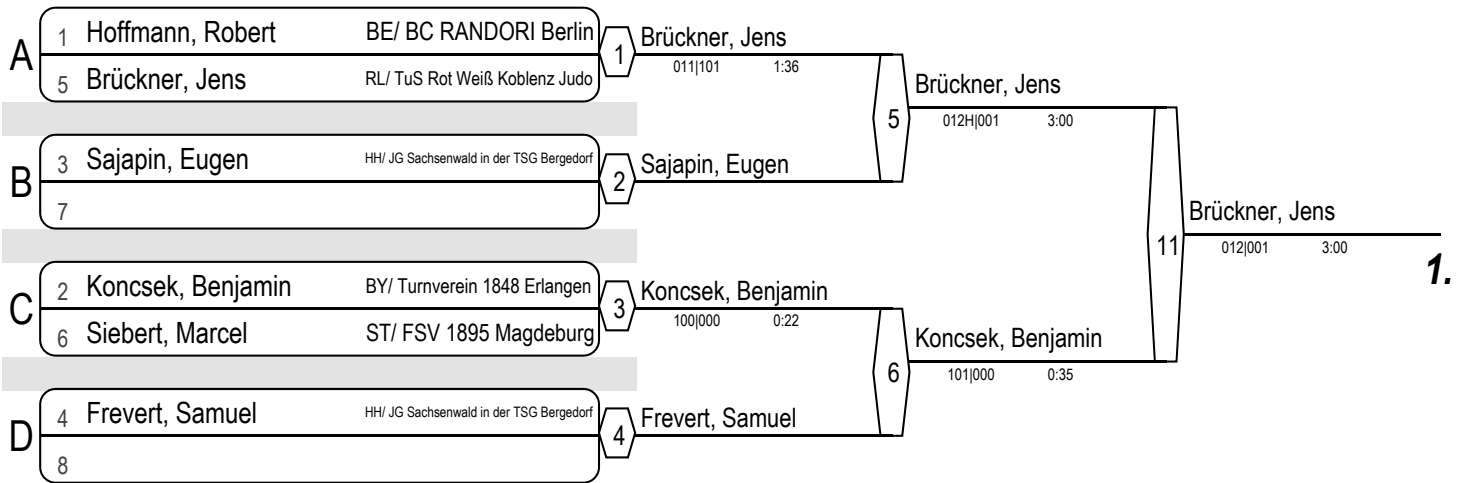 A
1 Hoffmann, Robert BE/ BC RANDORI Berlin
5 Brückner, Jens RL/ TuS Rot Weiß Koblenz Judo
1
Brückner, Jens
011|101 1:36
B
3 Sajapin, Eugen HH/ JG Sachsenwald in der TSG Bergedorf
7
2
Sajapin, Eugen
5
Brückner, Jens
012H|001 3:00
C
2 Koncsek, Benjamin BY/ Turnverein 1848 Erlangen
6 Siebert, Marcel ST/ FSV 1895 Magdeburg
3
Koncsek, Benjamin
100|000 0:22
D
4 Frevert, Samuel HH/ JG Sachsenwald in der TSG Bergedorf
8
4
Frevert, Samuel
6
Koncsek, Benjamin
101|000 0:35
11
Brückner, Jens
012|001 3:00
1.